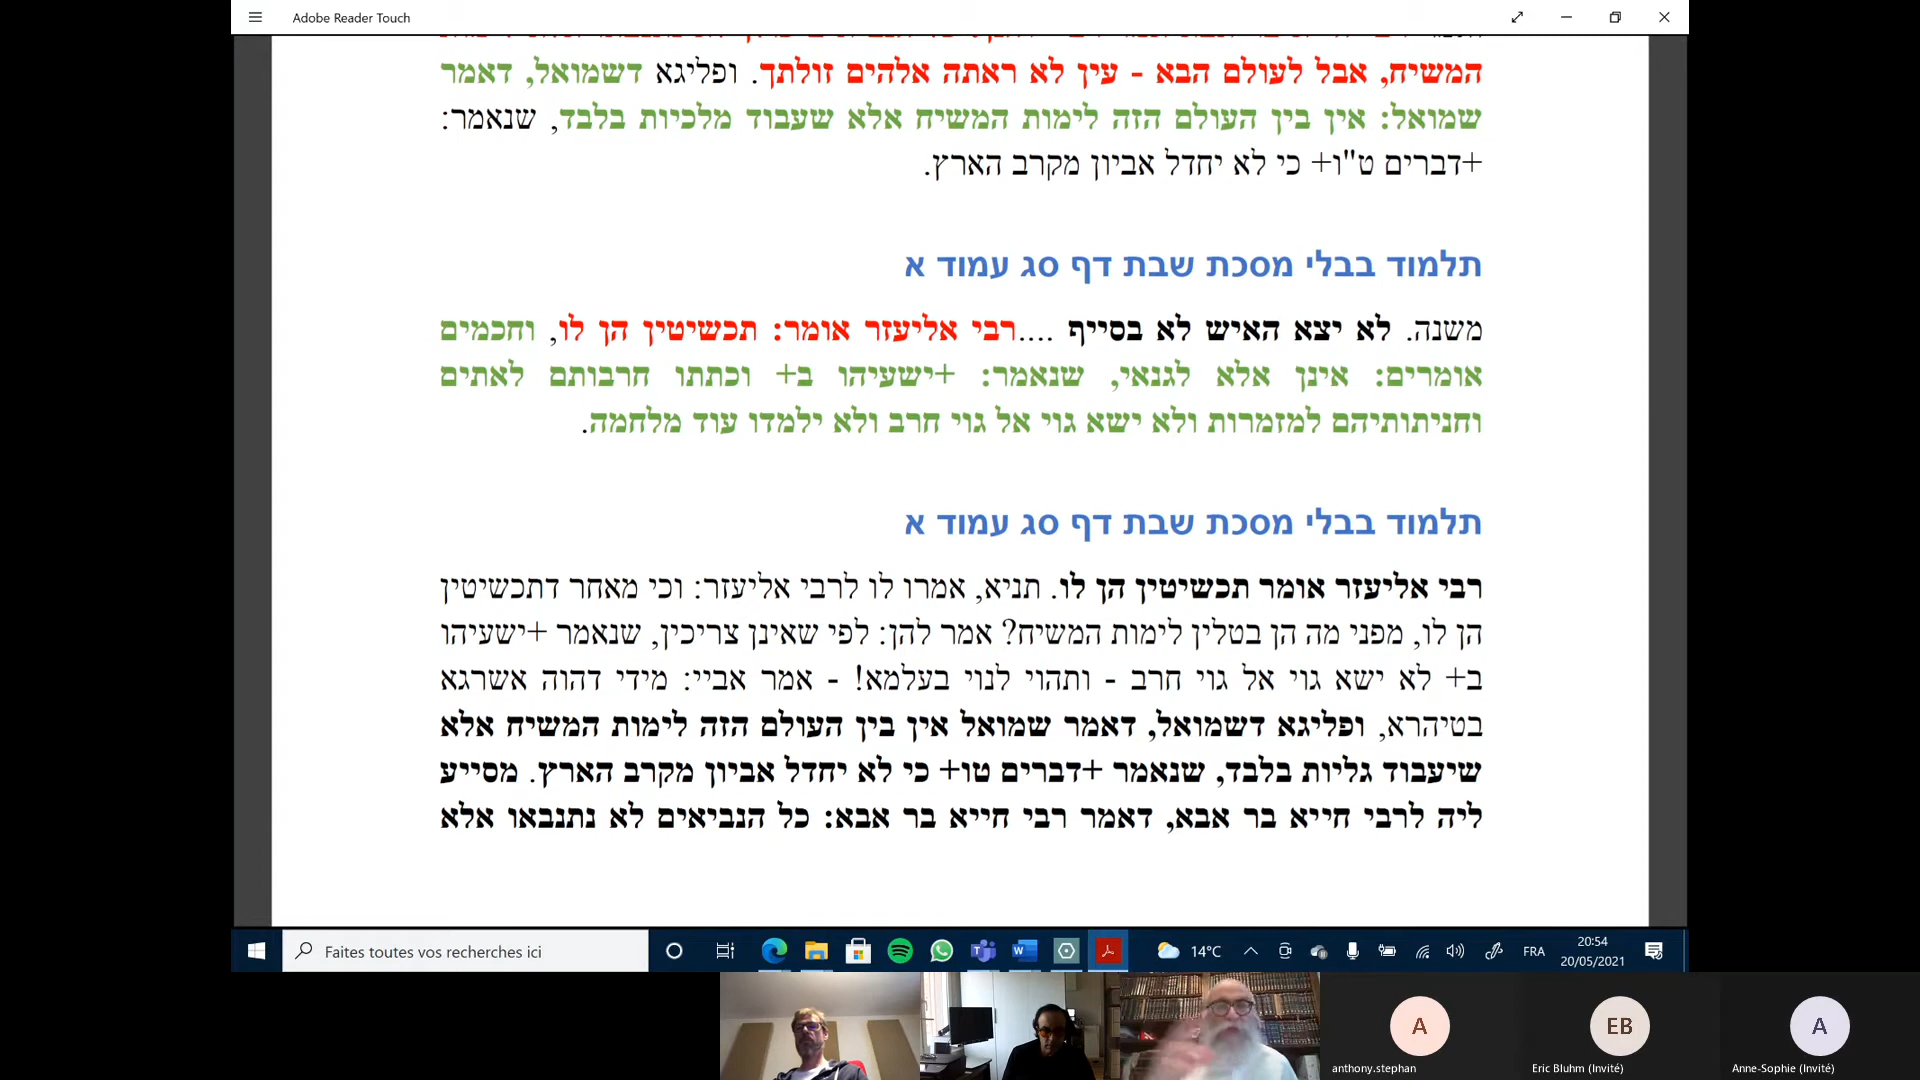 Adobe Reader Touch
המשיח, אבל לעולם הבא - עין לא ראתה אלהים זולתך. ופליגא דשמואל, דאמר
שמואל: אין בין העולם הזה לימות המשיח אלא שעבוד מלכיות בלבד, שנאמר:
+דברים ט"ו+ כי לא יחדל אביון מקרב הארץ.
תלמוד בבלי מסכת שבת דף סג עמוד א
משנה. לא יצא האיש לא בסייף ....רבי אליעזר אומר: תכשיטין הן לו, וחכמים
אומרים: אינן אלא לגנאי, שנאמר: +ישעיהו ב+ וכתתו חרבותם לאתים
וחניתותיהם למזמרות ולא ישא גוי אל גוי חרב ולא ילמדו עוד מלחמה.
תלמוד בבלי מסכת שבת דף סג עמוד א
רבי אליעזר אומר תכשיטין הן לו. תניא, אמרו לו לרבי אליעזר: וכי מאחר דתכשיטין
הן לו, מפני מה הן בטלין לימות המשיח? אמר להן: לפי שאינן צריכין, שנאמר +ישעיהו
ב+ לא ישא גוי אל גוי חרב - ותהוי לנוי בעלמא! - אמר אביי: מידי דהוה אשרגא
בטיהרא, ופליגא דשמואל, דאמר שמואל אין בין העולם הזה לימות המשיח אלא
שיעבוד גליות בלבד, שנאמר +דברים טו+ כי לא יחדל אביון מקרב הארץ. מסייע
ליה לרבי חייא בר אבא, דאמר רבי חייא בר אבא: כל הנביאים לא נתנבאו אלא
Faites toutes vos recherches ici
14°C
FRA
20:54
20/05/2021
A
EB
A
anthony.stephan
Eric Bluhm (Invité)
Anne-Sophie (Invité)